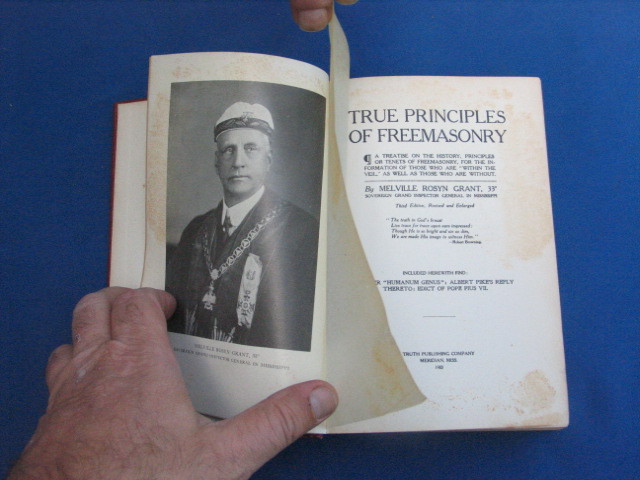 MELVILLE ROSYN GRANT, 33°
GRAND INSPECTOR GENERAL IN MISSISSIPPI
TRUE PRINCIPLES
OF FREEMASONRY
¶ A TREATISE ON THE HISTORY, PRINCIPLES
OR TENETS OF FREEMASONRY, FOR THE IN-
FORMATION OF THOSE WHO ARE "WITHIN THE
VEIL," AS WELL AS THOSE WHO ARE WITHOUT.
By MELVILLE ROSYN GRANT, 33°
SOVEREIGN GRAND INSPECTOR GENERAL IN MISSISSIPPI
Third Edition, Revised and Enlarged
"The truth in God's breast
Lies trace for trace upon ours impressed:
Though He is so bright and we so dim,
We are made His image to witness Him."
—Robert Browning
INCLUDED HEREWITH FIND:
"HUMANUM GENUS"; ALBERT PIKE'S REPLY
THERETO; EDICT OF POPE PIUS VII.
TRUTH PUBLISHING COMPANY
MERIDIAN, MISS.